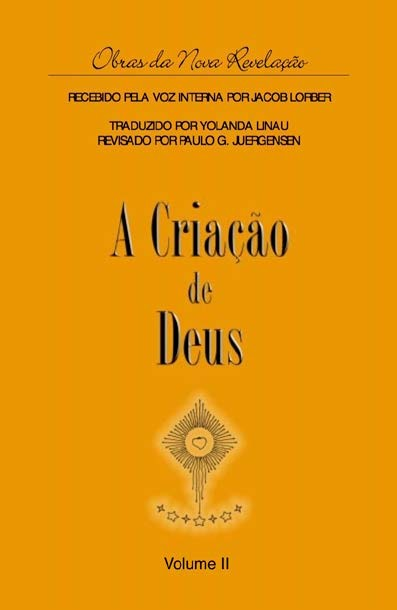 Obras da Nova Revelação
RECEBIDO PELA VOZ INTERNA POR JACOB LORBER
TRADUZIDO POR YOLANDA LINAU
REVISADO POR PAULO G. JUERGENSEN
A Criação
de
Deus
Volume II